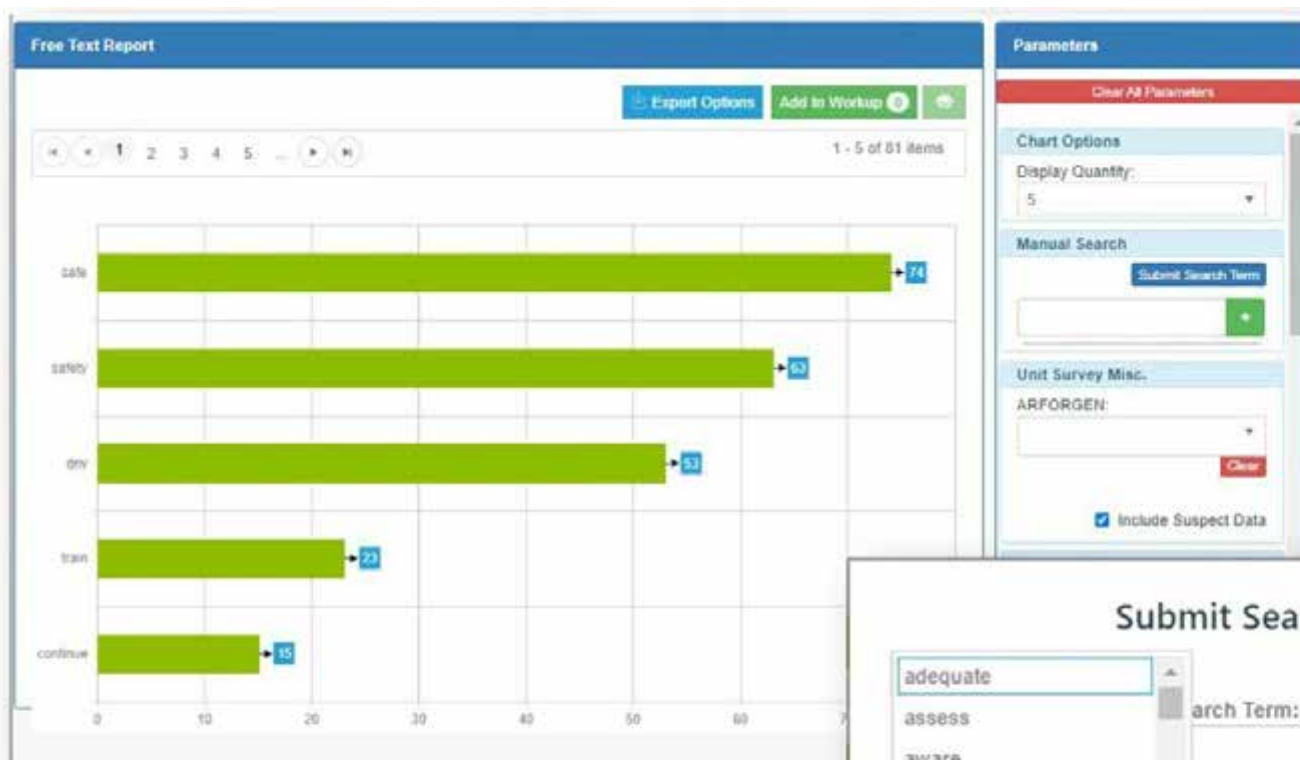 Free Text Report
Export Options
Add to Workup 0
1 2 3 4 5 ...
1 - 5 of 81 items
safe
74
safety
63
53
train
23
continue
15
0 10 20 30 40 50 60
Parameters
Clear All Parameters
Chart Options
Display Quantity:
5
Manual Search
Submit Search Term
Unit Survey Misc.
ARFORGEN:
Clear
Include Suspect Data
Submit Sea
adequate
assess
aware
arch Term: